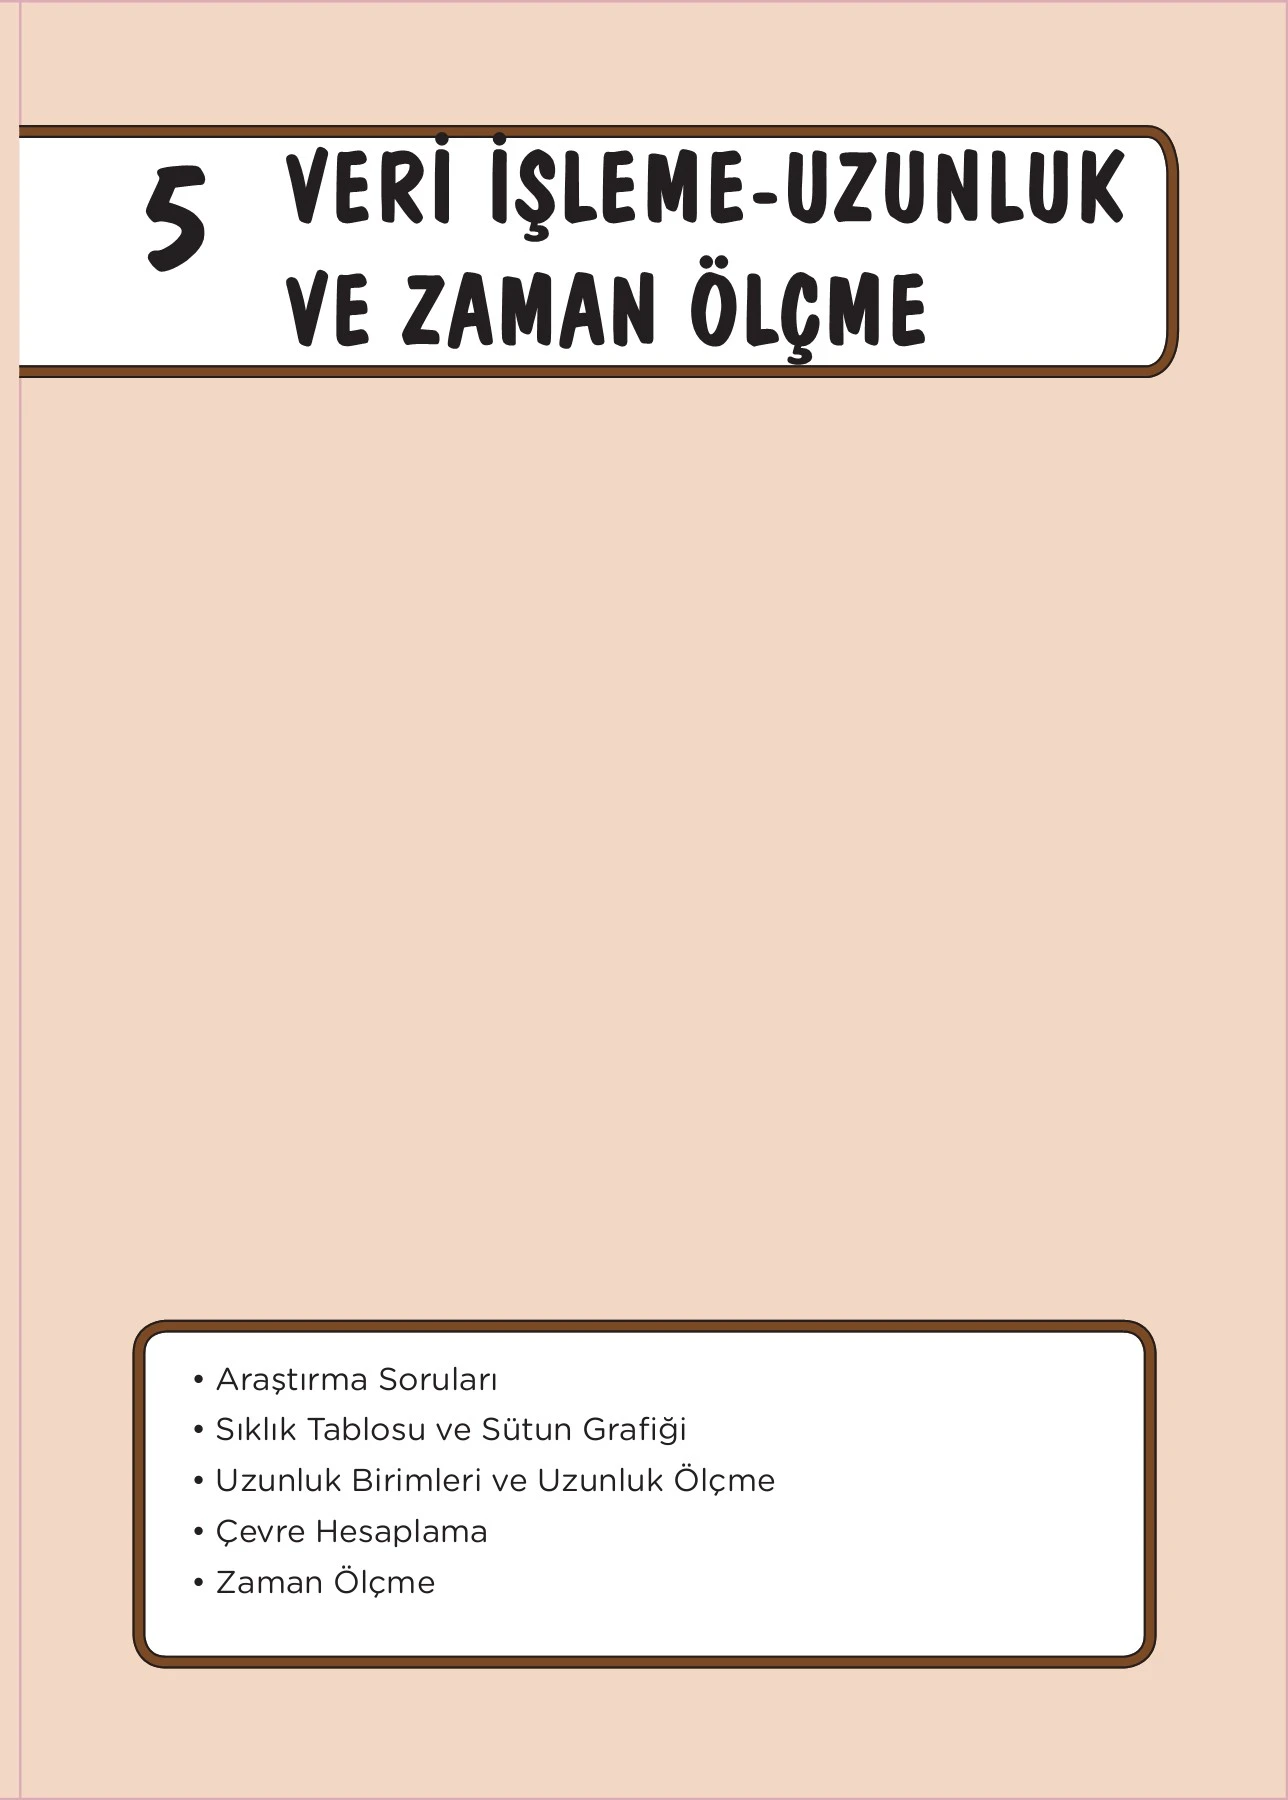 5
VERİ İŞLEME-UZUNLUK
VE ZAMAN ÖLÇME
• Araştırma Soruları
• Sıklık Tablosu ve Sütun Grafiği
• Uzunluk Birimleri ve Uzunluk Ölçme
• Çevre Hesaplama
• Zaman Ölçme